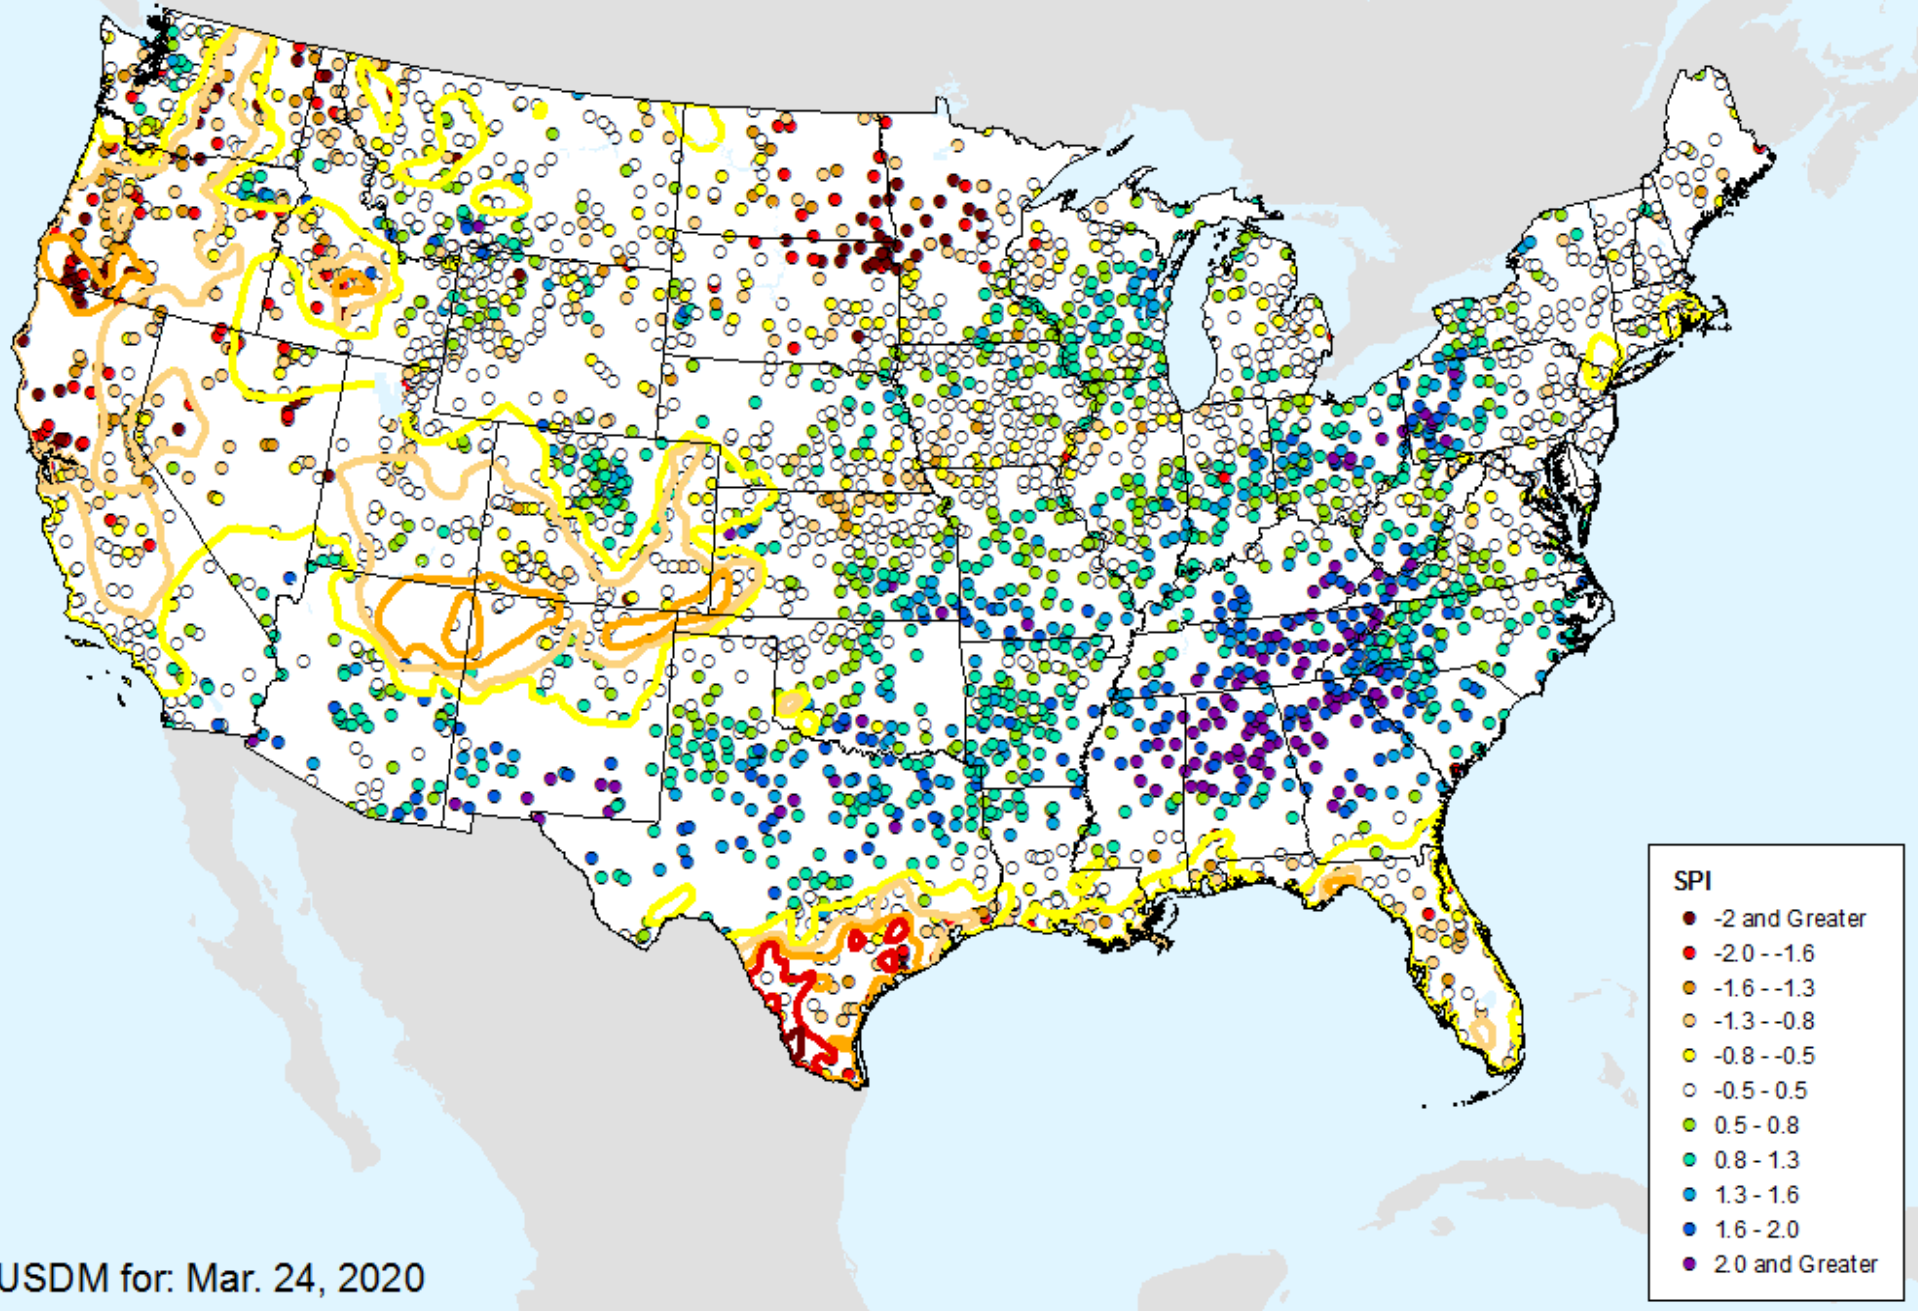 SPI
-2 and Greater
-2.0 - -1.6
-1.6 - -1.3
-1.3 - -0.8
-0.8 - -0.5
-0.5 - 0.5
0.5 - 0.8
0.8 - 1.3
1.3 - 1.6
1.6 - 2.0
2.0 and Greater
USDM for: Mar. 24, 2020